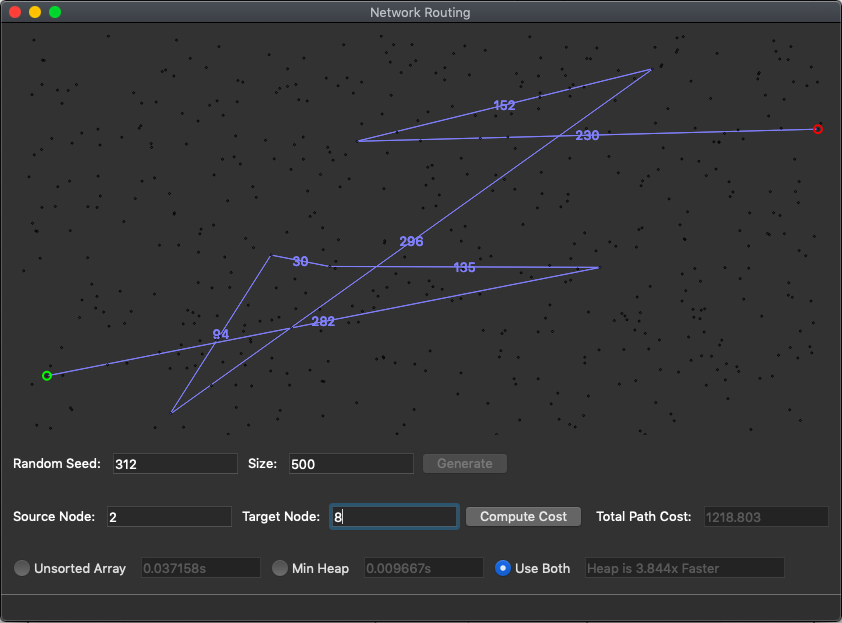 Network Routing
152
230
296
30
135
282
94
Random Seed: 312 Size: 500 Generate
Source Node: 2 Target Node: 8 Compute Cost Total Path Cost: 1218.803
Unsorted Array 0.037158s Min Heap 0.009667s Use Both Heap is 3.844x Faster